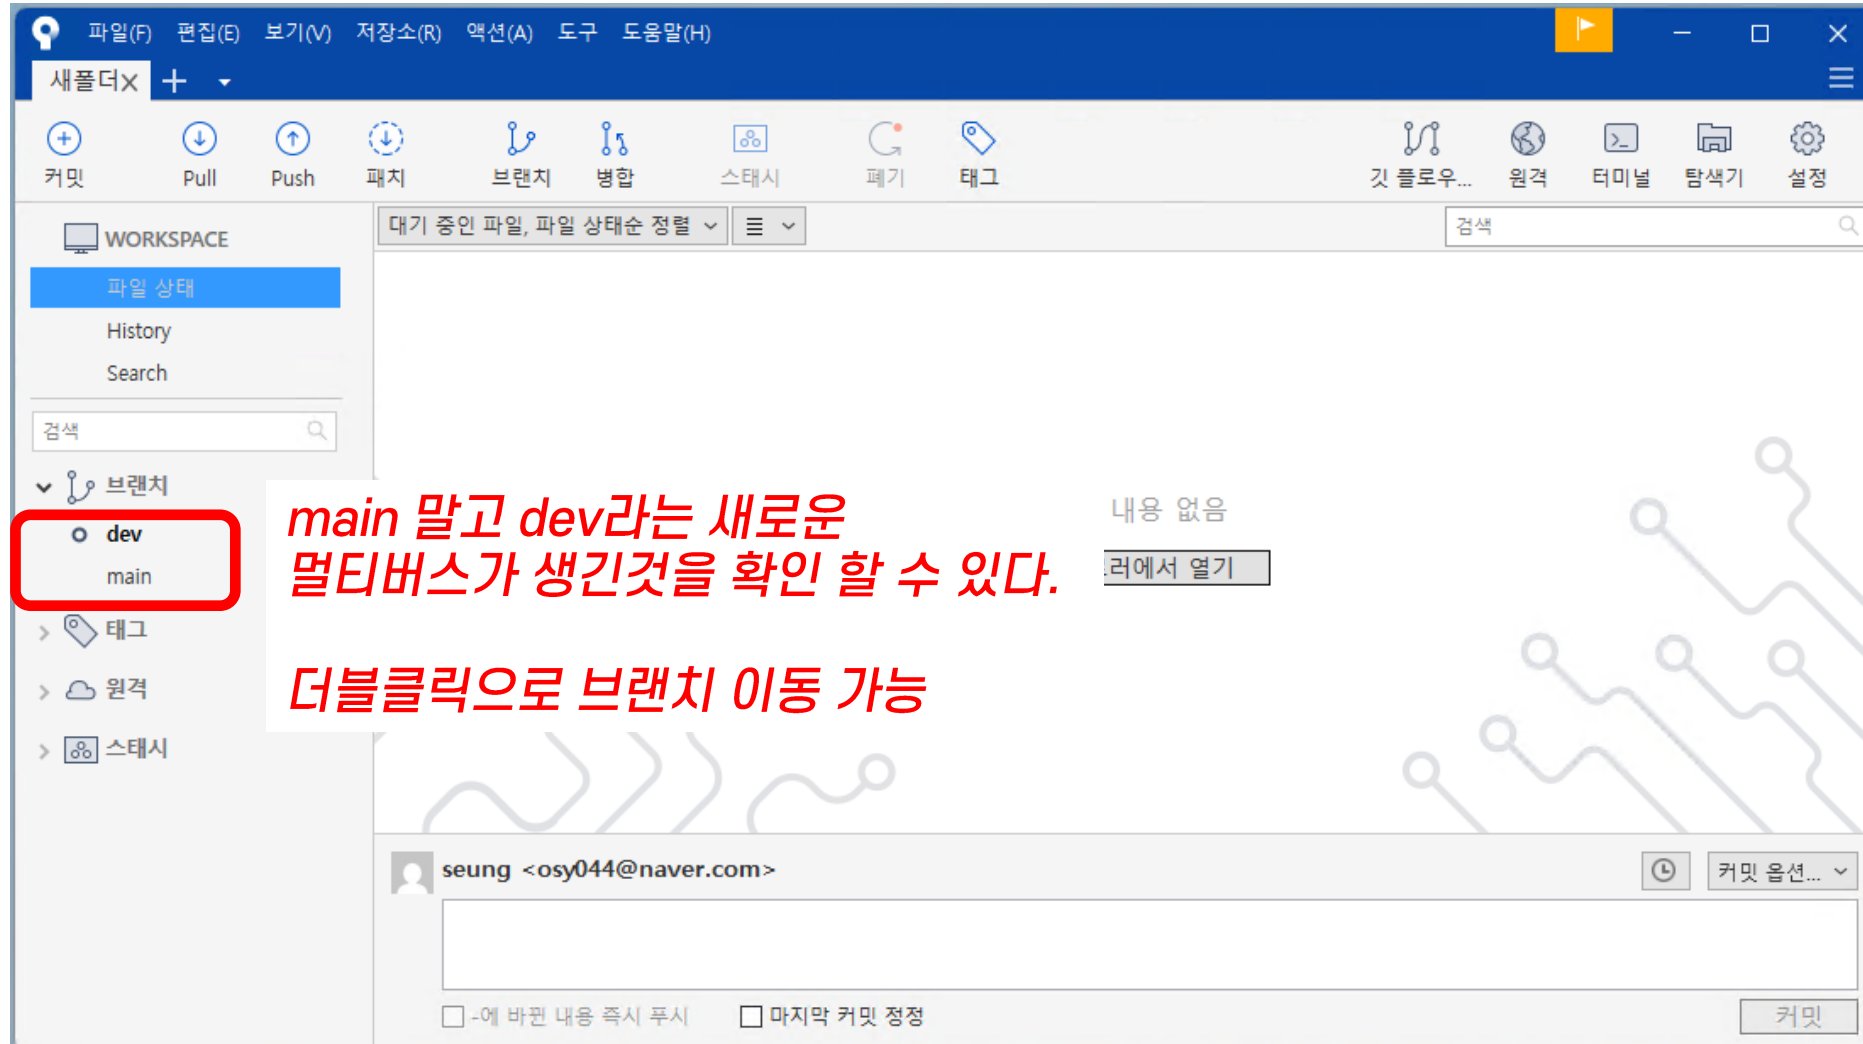 파일(F) 편집(E) 보기(V) 저장소(R) 액션(A) 도구 도움말(H)
새폴더
커밋 Pull Push 패치 브랜치 병합 스태시 폐기 태그 깃 플로우... 원격 터미널 탐색기 설정
WORKSPACE
파일 상태
History
Search
검색
브랜치
dev
main
태그
원격
스태시
대기 중인 파일, 파일 상태순 정렬
검색
내용 없음
러에서 열기
main 말고 dev라는 새로운
멀티버스가 생긴것을 확인 할 수 있다.
더블클릭으로 브랜치 이동 가능
seung <osy044@naver.com>
커밋 옵션...
-에 바뀐 내용 즉시 푸시
마지막 커밋 정정
커밋